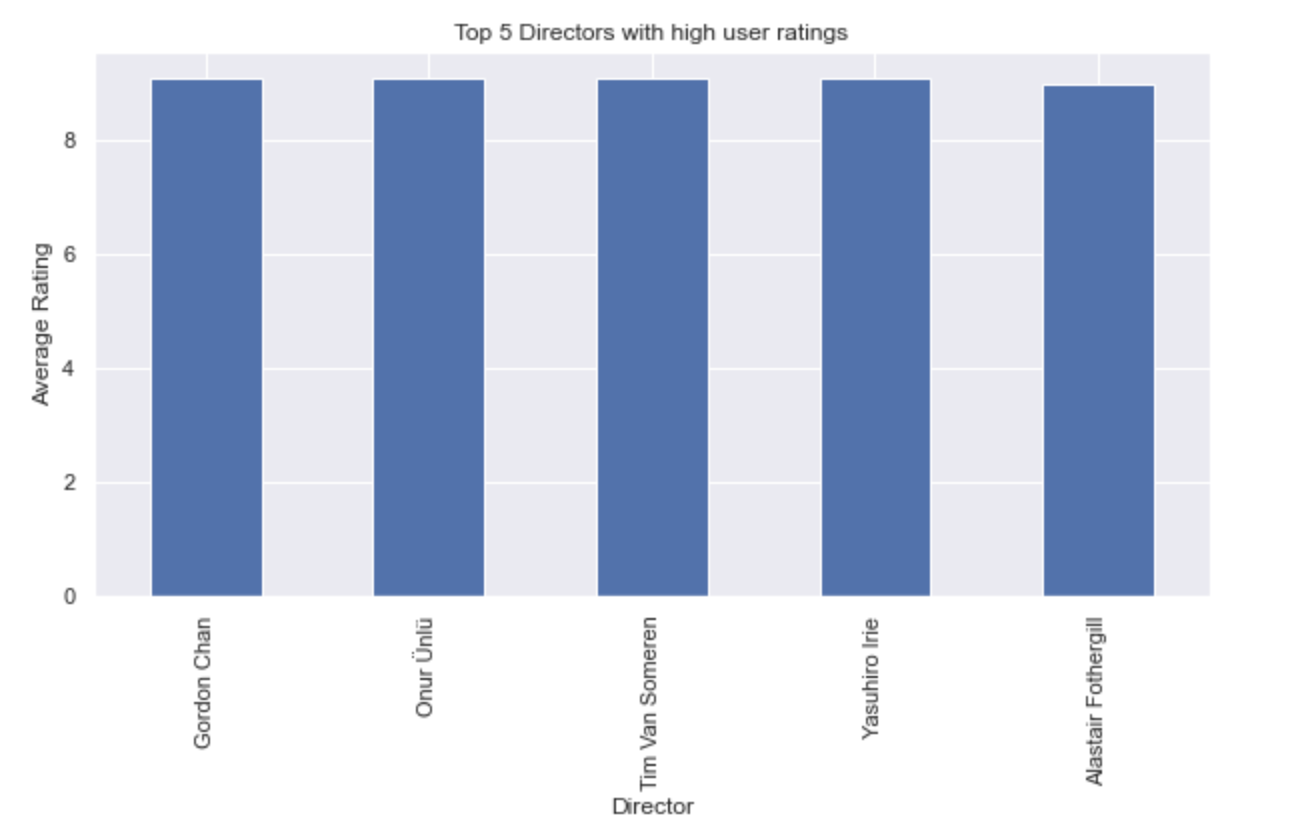 Top 5 Directors with high user ratings
Average Rating
8
6
4
2
0
Gordon Chan
Onur Ünlü
Tim Van Someren
Yasuhiro Irie
Alastair Fothergill
Director